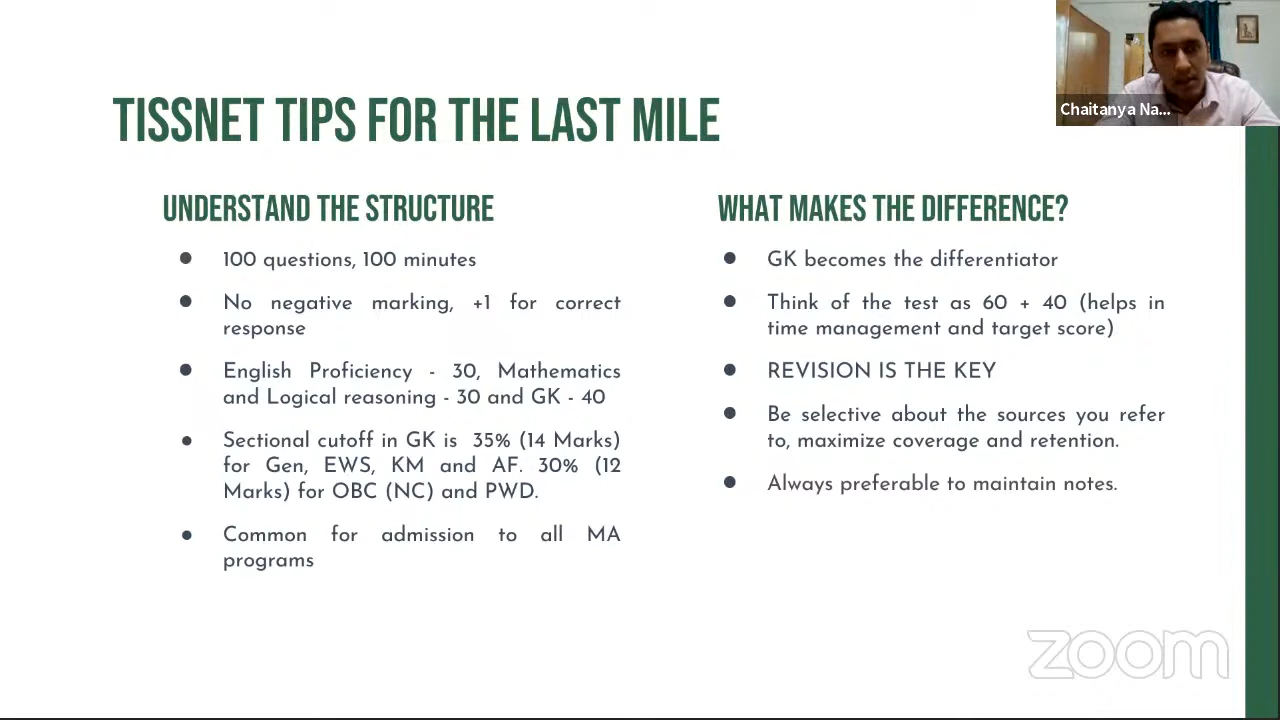 Chaitanya Na...
TISSNET TIPS FOR THE LAST MILE
UNDERSTAND THE STRUCTURE
● 100 questions, 100 minutes
● No negative marking, +1 for correct
response
● English Proficiency - 30, Mathematics
and Logical reasoning - 30 and GK - 40
● Sectional cutoff in GK is 35% (14 Marks)
for Gen, EWS, KM and AF. 30% (12
Marks) for OBC (NC) and PWD.
● Common for admission to all MA
programs
WHAT MAKES THE DIFFERENCE?
● GK becomes the differentiator
● Think of the test as 60 + 40 (helps in
time management and target score)
● REVISION IS THE KEY
● Be selective about the sources you refer
to, maximize coverage and retention.
● Always preferable to maintain notes.
zoom